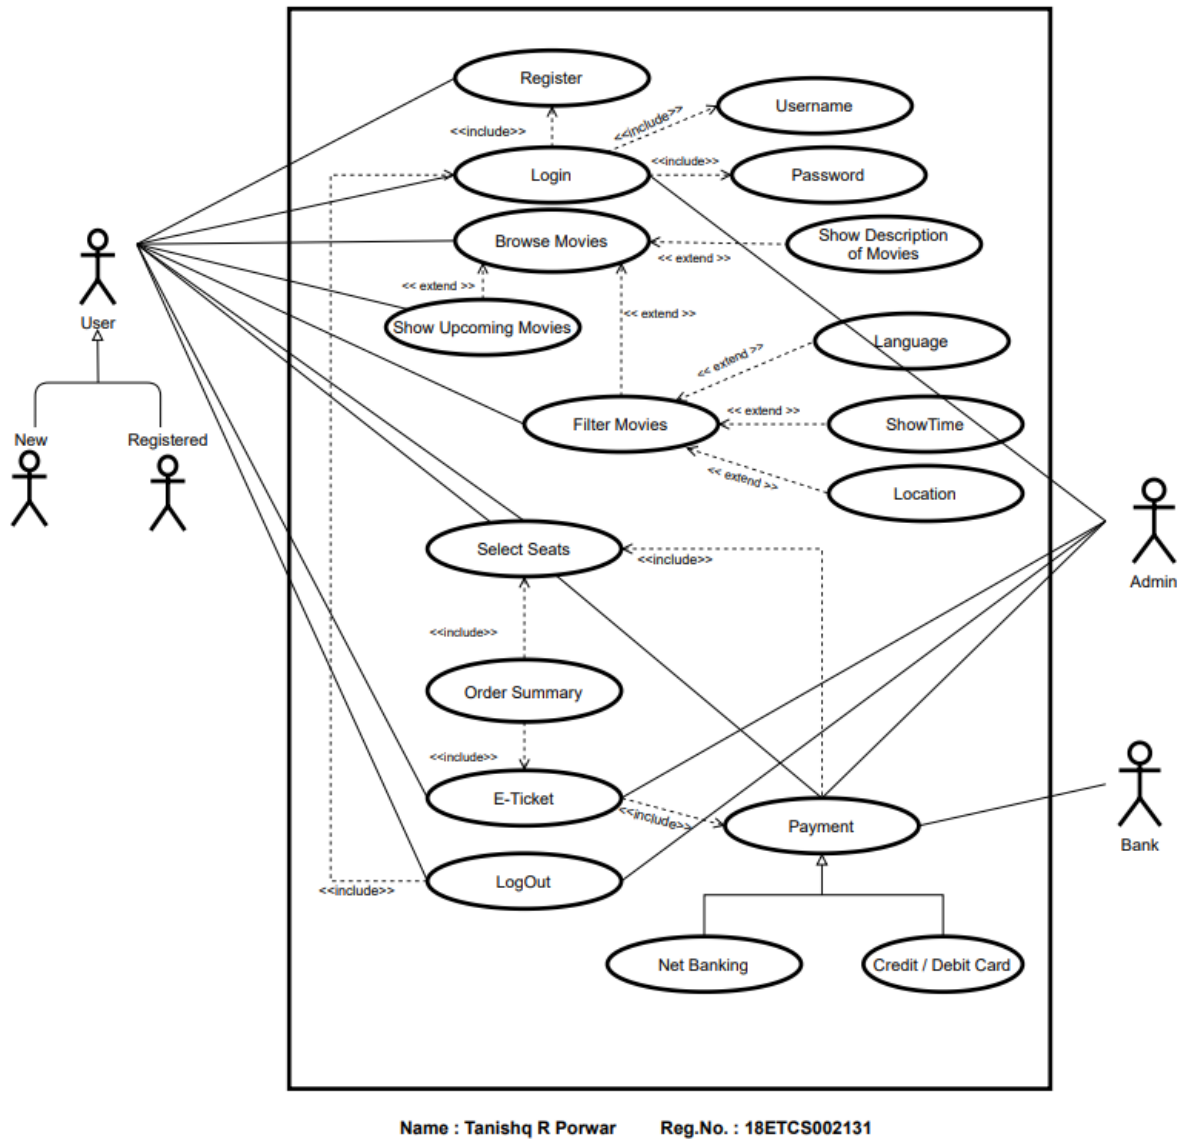 Register
<<include>>
<<include>>
Username
Login
<<include>>
Password
Browse Movies
<< extend >>
Show Description
of Movies
User
<< extend >>
Show Upcoming Movies
<< extend >>
<< extend >>
Language
New
Registered
Filter Movies
<< extend >>
ShowTime
<< extend >>
Location
Select Seats
<<include>>
Admin
<<include>>
Order Summary
<<include>>
E-Ticket
<<include>>
Payment
Bank
<<include>>
LogOut
Net Banking
Credit / Debit Card
Name : Tanishq R Porwar Reg.No. : 18ETCS002131